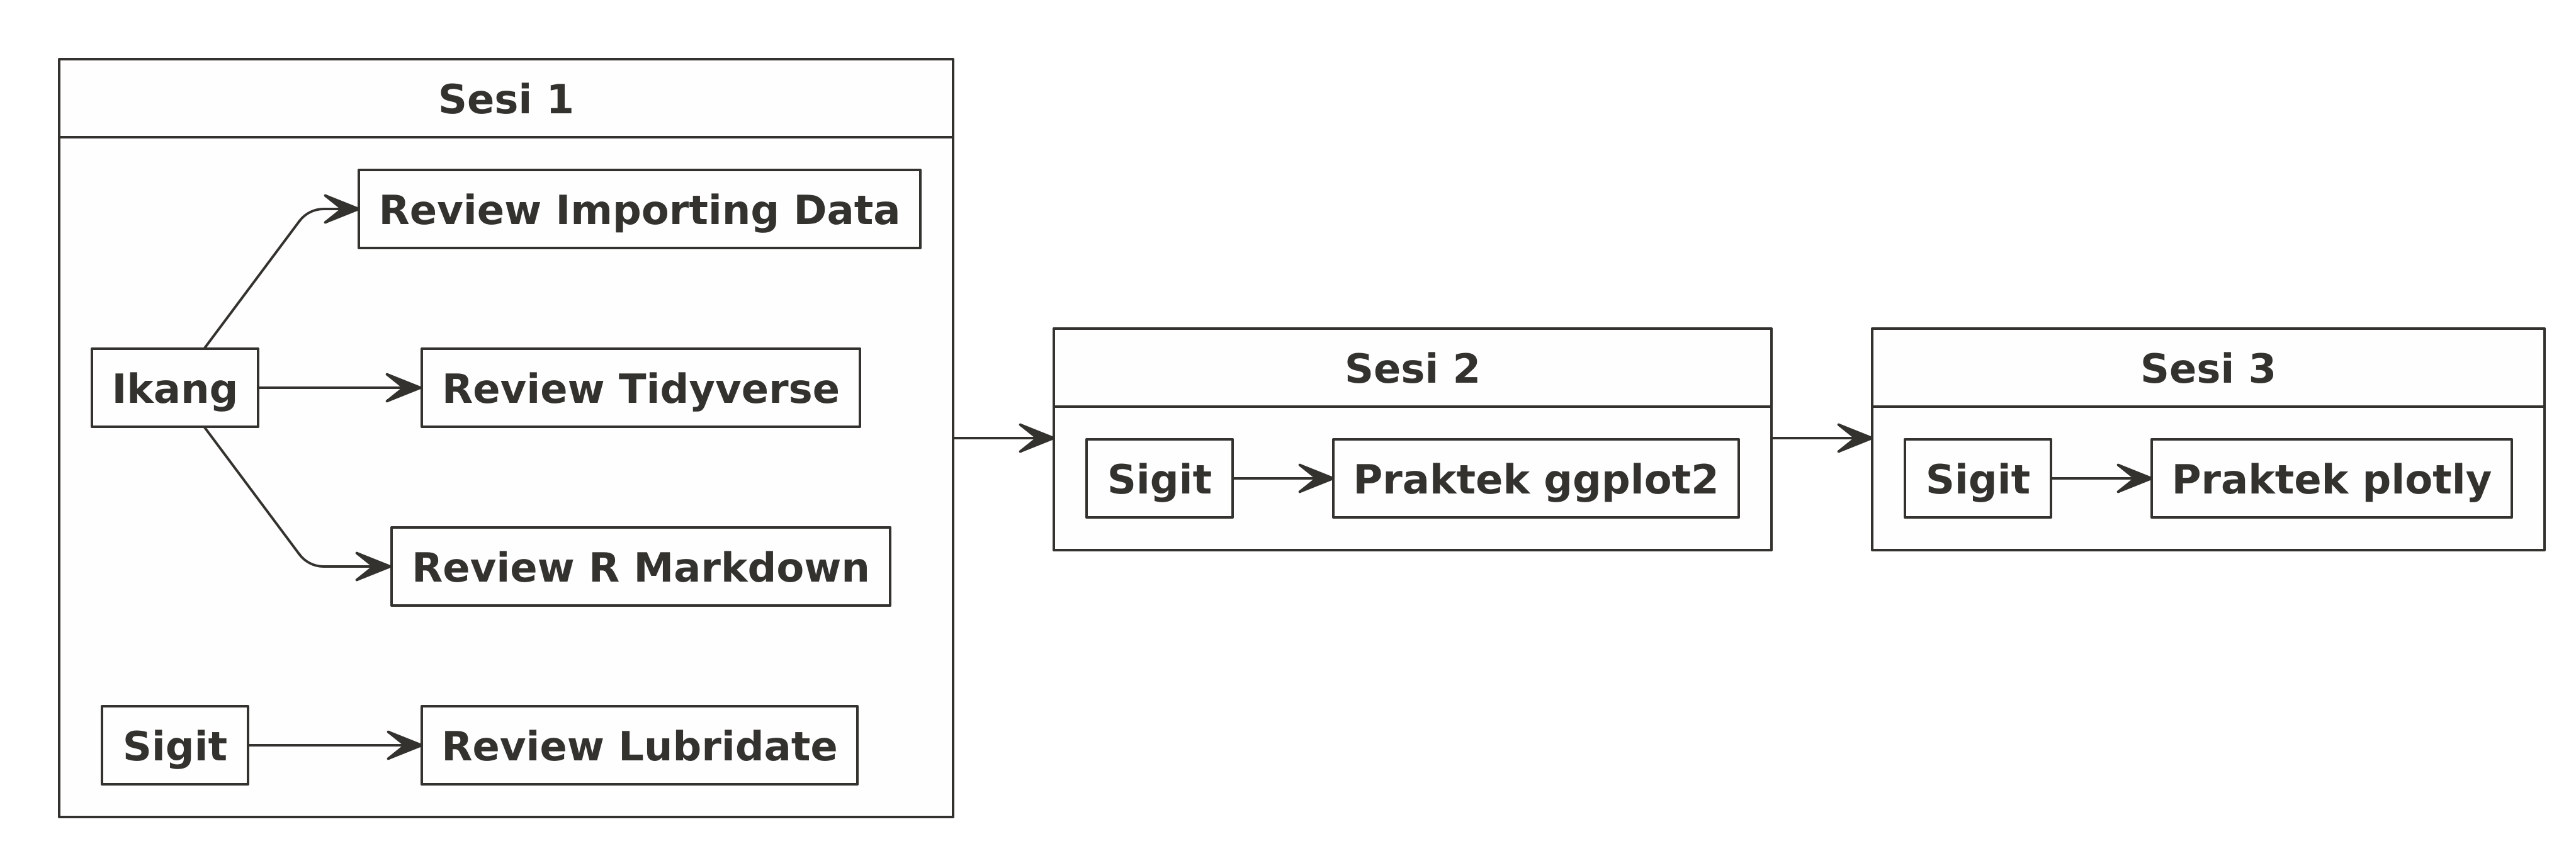 Sesi 1
Review Importing Data
Ikang
Review Tidyverse
Review R Markdown
Sigit
Review Lubridate
Sesi 2
Sigit
Praktek ggplot2
Sesi 3
Sigit
Praktek plotly